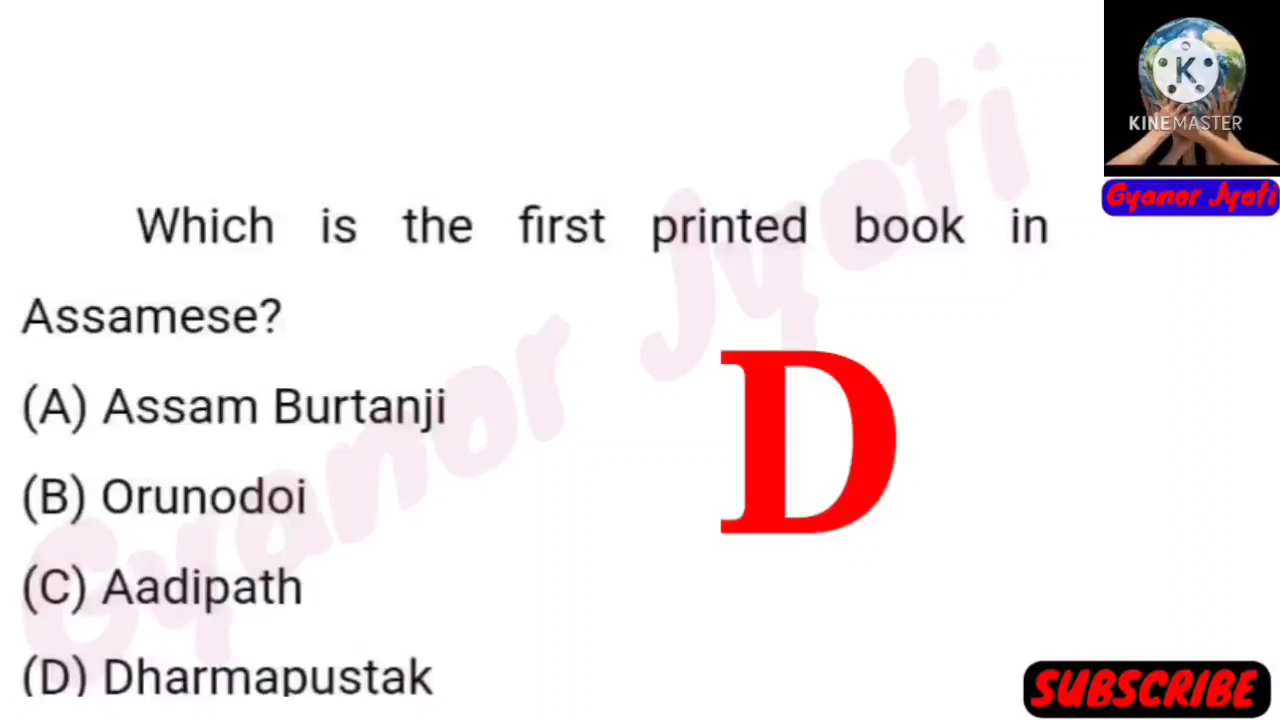 K
KINEMASTER
Gyanor Jyoti
Which is the first printed book in
Assamese?
(A) Assam Burtanji
(B) Orunodoi
(C) Aadipath
(D) Dharmapustak
D
Gyanor Jyoti
SUBSCRIBE